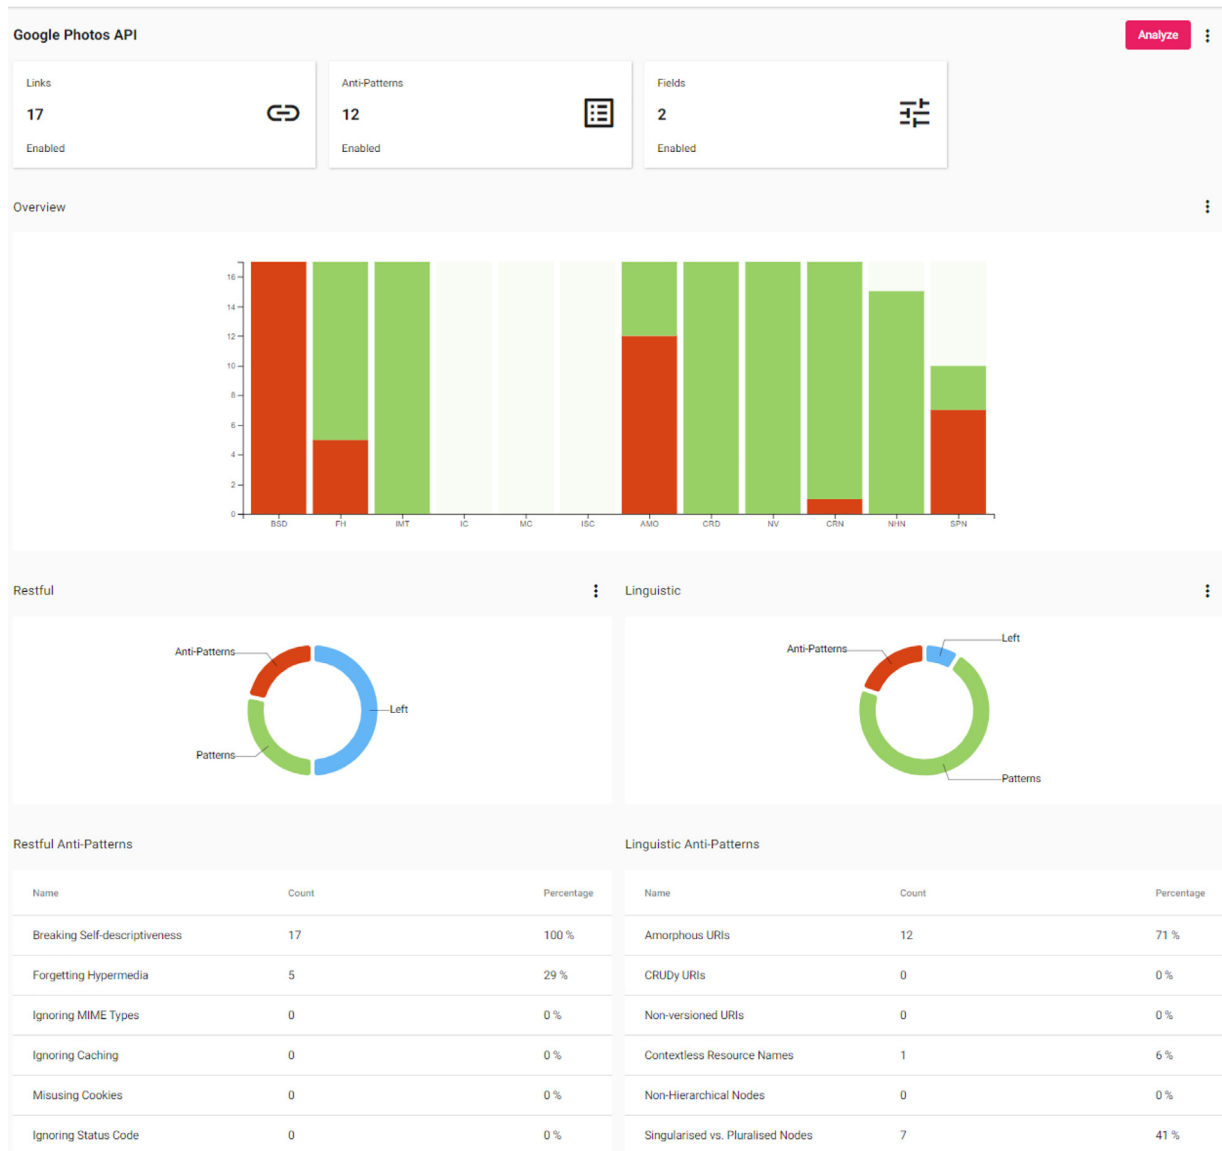 Google Photos API
Analyze
Links
17
Enabled
Anti-Patterns
12
Enabled
Fields
2
Enabled
Overview
16
14
12
10
8
6
4
2
0
BSD FH IMT IC MC ISC AMO CRD NV CRN NHN SPN
Restful
Anti-Patterns
Left
Patterns
Linguistic
Left
Anti-Patterns
Patterns
Restful Anti-Patterns
Name Count Percentage
Breaking Self-descriptiveness 17 100 %
Forgetting Hypermedia 5 29 %
Ignoring MIME Types 0 0 %
Ignoring Caching 0 0 %
Misusing Cookies 0 0 %
Ignoring Status Code 0 0 %
Linguistic Anti-Patterns
Name Count Percentage
Amorphous URIs 12 71 %
CRUDy URIs 0 0 %
Non-versioned URIs 0 0 %
Contextless Resource Names 1 6 %
Non-Hierarchical Nodes 0 0 %
Singularised vs. Pluralised Nodes 7 41 %